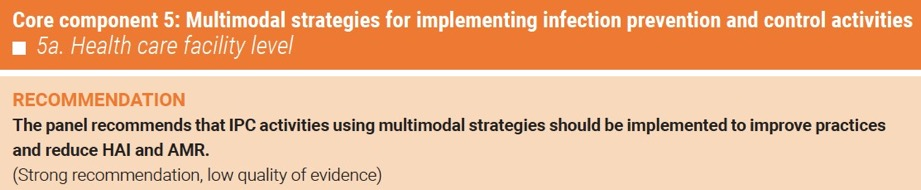 Core component 5: Multimodal strategies for implementing infection prevention and control activities
■ 5a. Health care facility level
RECOMMENDATION
The panel recommends that IPC activities using multimodal strategies should be implemented to improve practices
and reduce HAI and AMR.
(Strong recommendation, low quality of evidence)